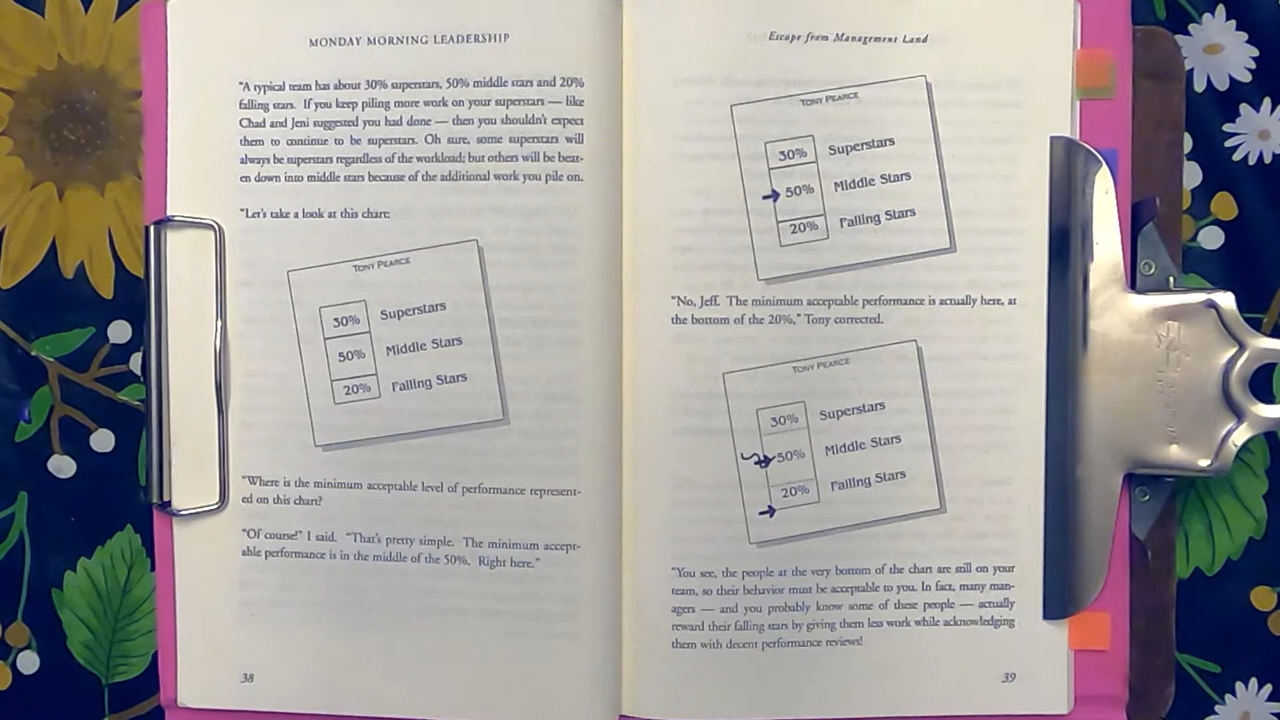 MONDAY MORNING LEADERSHIP
"A typical team has about 30% superstars, 50% middle stars and 20%
falling stars. If you keep piling more work on your superstars — like
Chad and Jeni suggested you had done — then you shouldn't expect
them to continue to be superstars. Oh sure, some superstars will
always be superstars regardless of the workload; but others will be beat-
en down into middle stars because of the additional work you pile on.
"Let's take a look at this chart:
TONY PEARCE
30% Superstars
50% Middle Stars
20% Falling Stars
"Where is the minimum acceptable level of performance represent-
ed on this chart?
"Of course!" I said. "That's pretty simple. The minimum accept-
able performance is in the middle of the 50%. Right here."
38
Escape from Management Land
TONY PEARCE
30% Superstars
50% Middle Stars
20% Falling Stars
"No, Jeff. The minimum acceptable performance is actually here, at
the bottom of the 20%," Tony corrected.
TONY PEARCE
30% Superstars
50% Middle Stars
20% Falling Stars
"You see, the people at the very bottom of the chart are still on your
team, so their behavior must be acceptable to you. In fact, many man-
agers — and you probably know some of these people — actually
reward their falling stars by giving them less work while acknowledging
them with decent performance reviews!
39